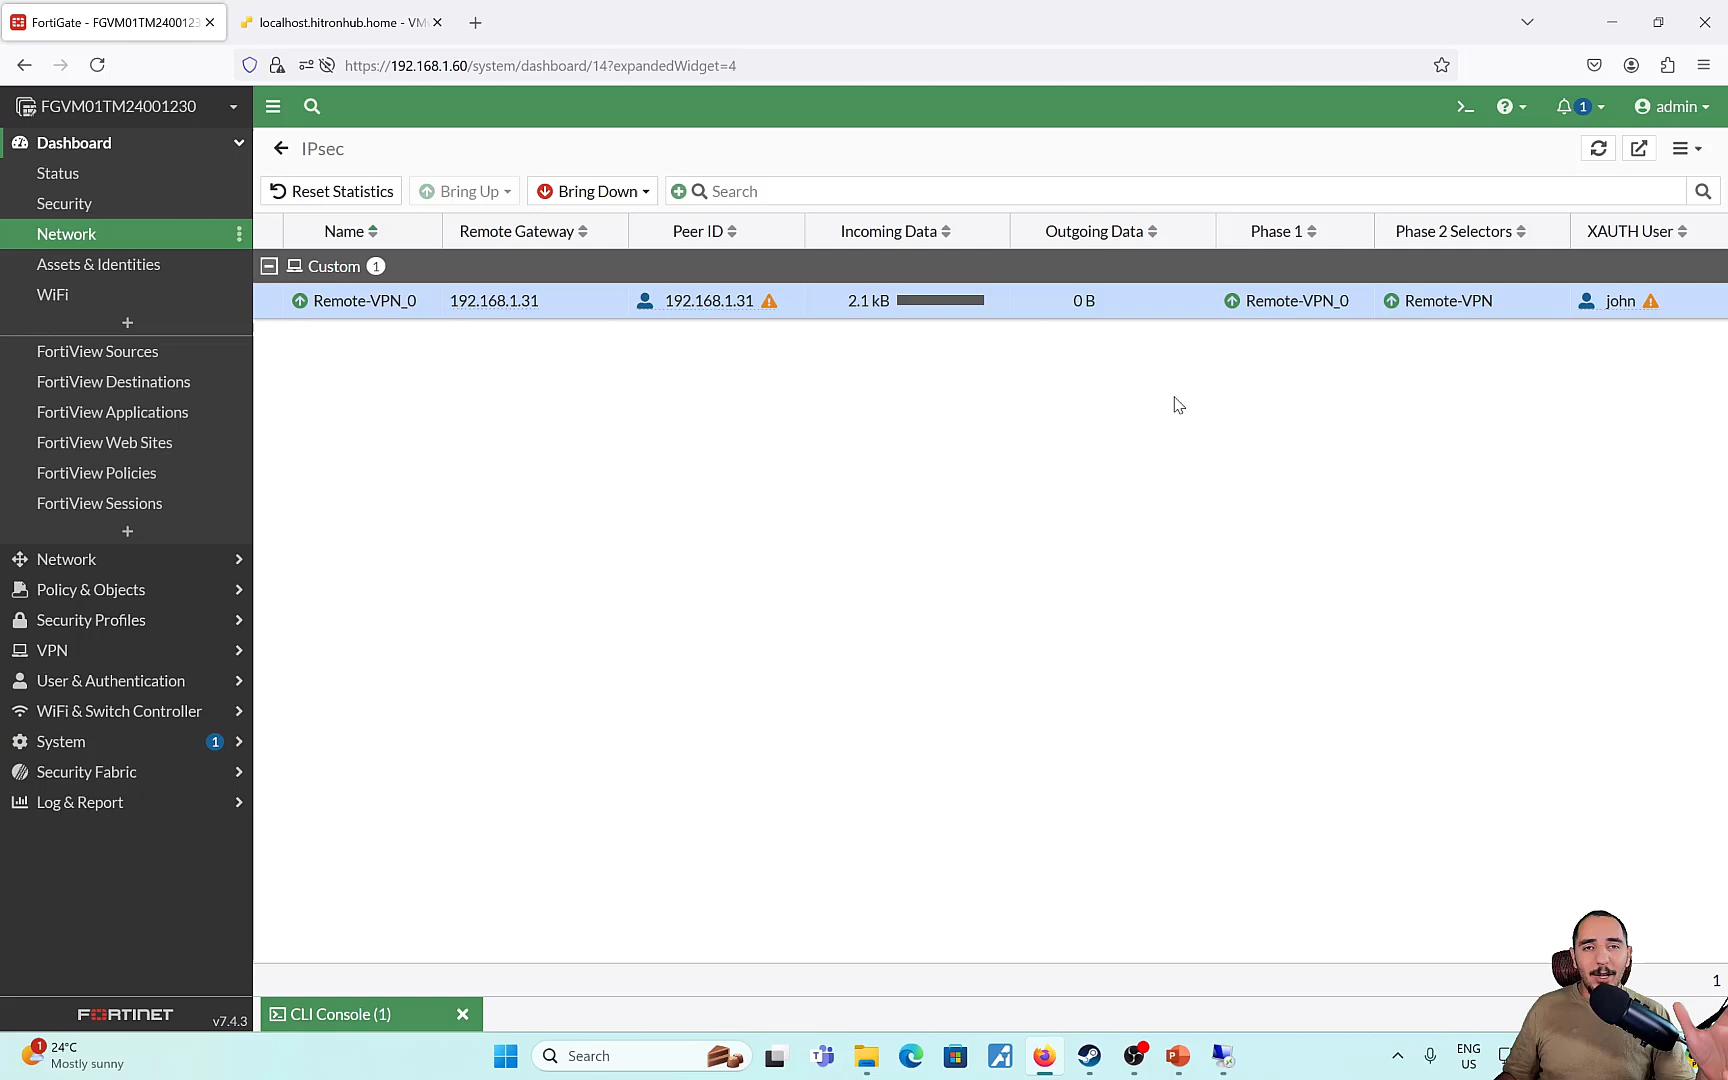 FortiGate - FGVM01TM2400123
localhost.hitronhub.home - VM
https://192.168.1.60/system/dashboard/14?expandedWidget=4
FGVM01TM24001230
1
admin
Dashboard
Status
Security
Network
Assets & Identities
WiFi
FortiView Sources
FortiView Destinations
FortiView Applications
FortiView Web Sites
FortiView Policies
FortiView Sessions
Network
Policy & Objects
Security Profiles
VPN
User & Authentication
WiFi & Switch Controller
System 1
Security Fabric
Log & Report
FORTINET v7.4.3
IPsec
Reset Statistics Bring Up Bring Down Search
Name Remote Gateway Peer ID Incoming Data Outgoing Data Phase 1 Phase 2 Selectors XAUTH User
Custom 1
Remote-VPN_0 192.168.1.31 192.168.1.31 2.1 kB 0 B Remote-VPN_0 Remote-VPN john
1
CLI Console (1)
1
24°C
Mostly sunny
Search
ENG
US